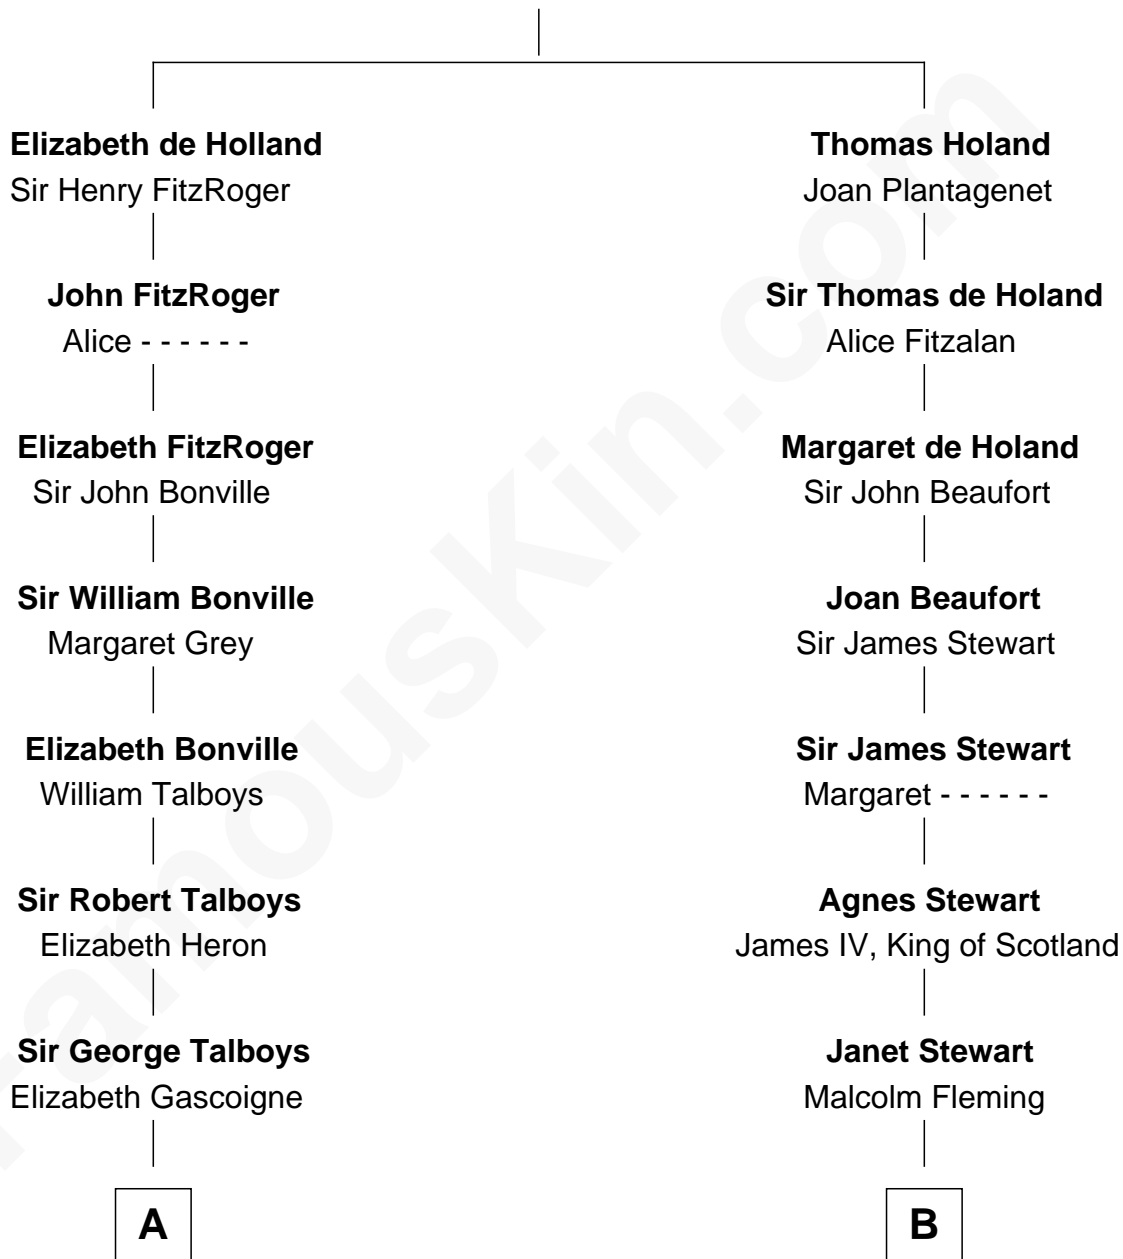 Elizabeth de Holland
Sir Henry FitzRoger
John FitzRoger
Alice - - - - - -
Elizabeth FitzRoger
Sir John Bonville
Sir William Bonville
Margaret Grey
Elizabeth Bonville
William Talboys
Sir Robert Talboys
Elizabeth Heron
Sir George Talboys
Elizabeth Gascoigne
A
Thomas Holand
Joan Plantagenet
Sir Thomas de Holand
Alice Fitzalan
Margaret de Holand
Sir John Beaufort
Joan Beaufort
Sir James Stewart
Sir James Stewart
Margaret - - - - - -
Agnes Stewart
James IV, King of Scotland
Janet Stewart
Malcolm Fleming
B
FamousKin.com